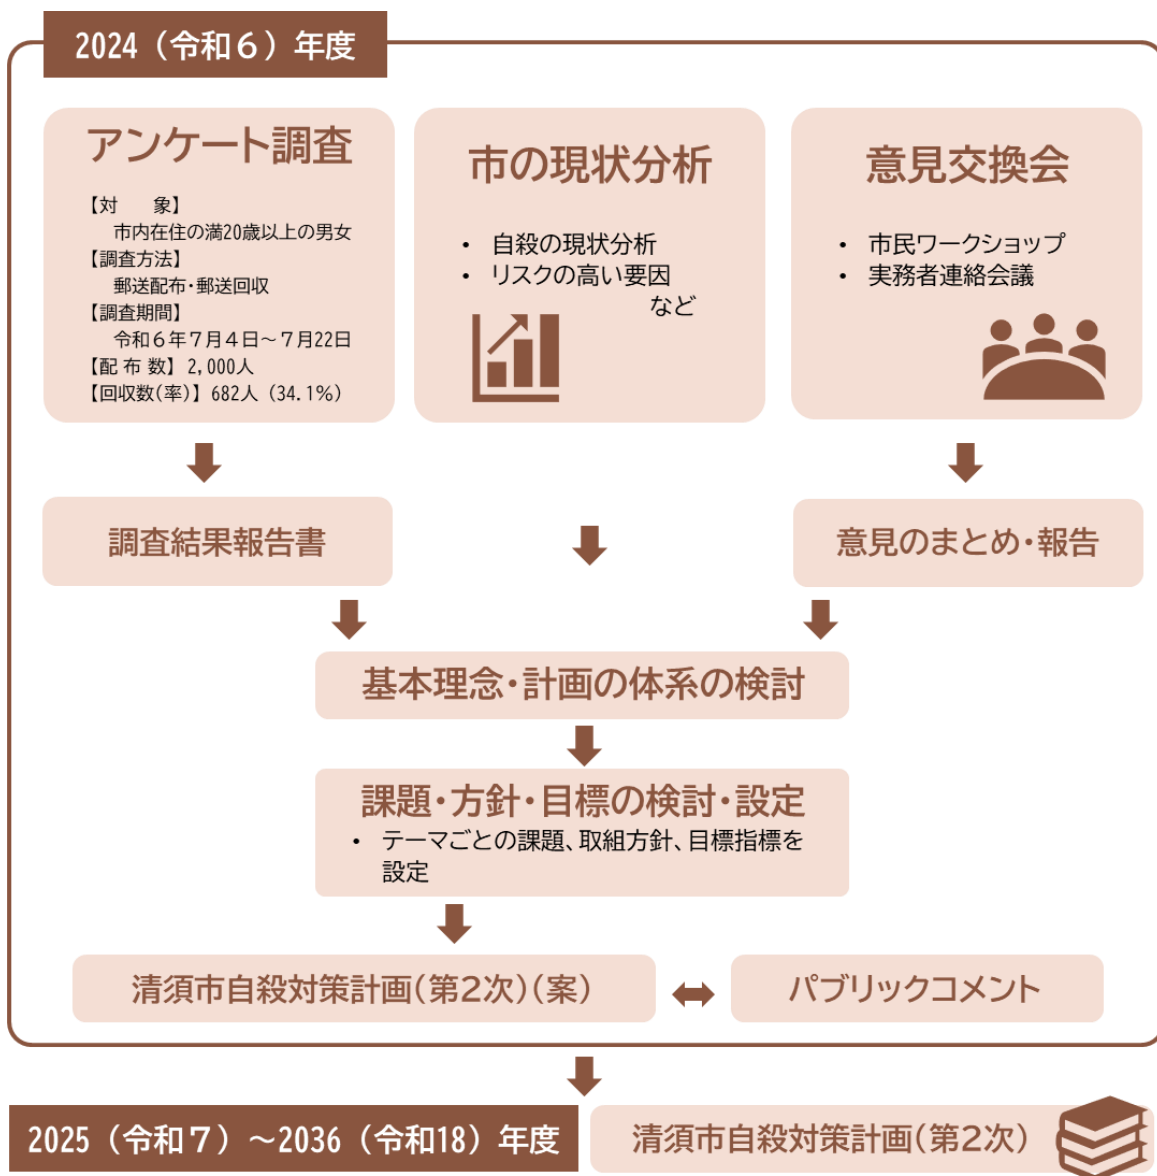 2024（令和６）年度
アンケート調査
【対　　象】
市内在住の満20歳以上の男女
【調査方法】
郵送配布・郵送回収
【調査期間】
令和６年７月４日～７月22日
【配 布 数】2,000人
【回収数(率)】682人（34.1%）
市の現状分析
• 自殺の現状分析
• リスクの高い要因
など
意見交換会
• 市民ワークショップ
• 実務者連絡会議
調査結果報告書
意見のまとめ・報告
基本理念・計画の体系の検討
課題・方針・目標の検討・設定
• テーマごとの課題、取組方針、目標指標を
設定
清須市自殺対策計画（第２次）（案）
パブリックコメント
2025（令和７）～2036（令和18）年度
清須市自殺対策計画（第２次）